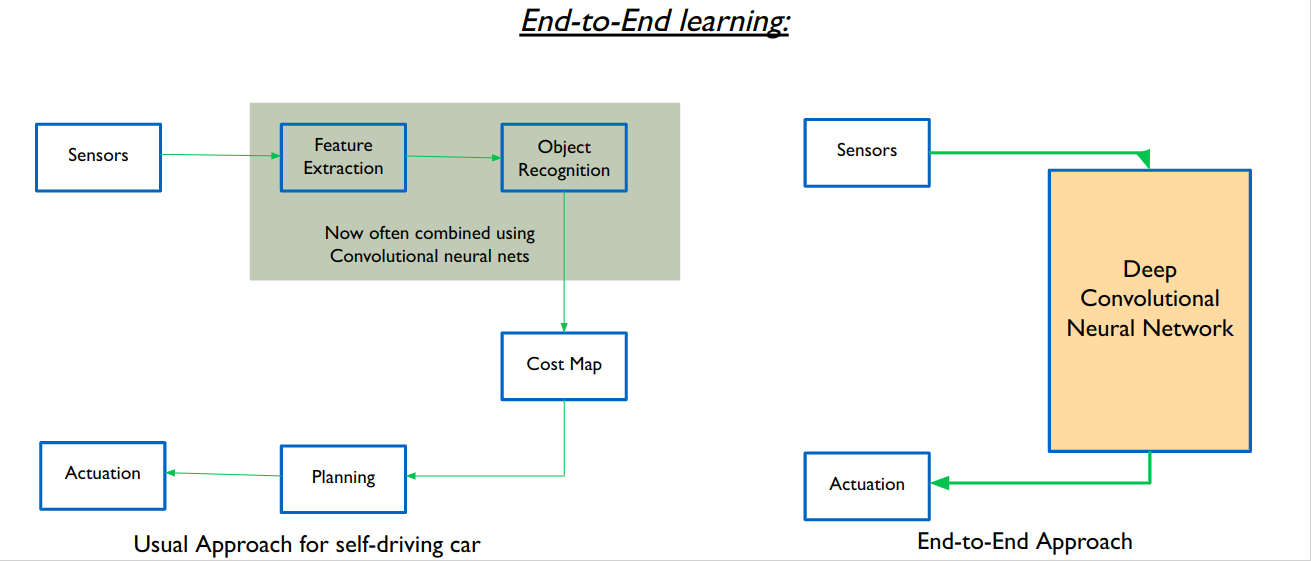 End-to-End learning:
Sensors
Feature
Extraction
Object
Recognition
Now often combined using
Convolutional neural nets
Cost Map
Planning
Actuation
Usual Approach for self-driving car
Sensors
Deep
Convolutional
Neural Network
Actuation
End-to-End Approach